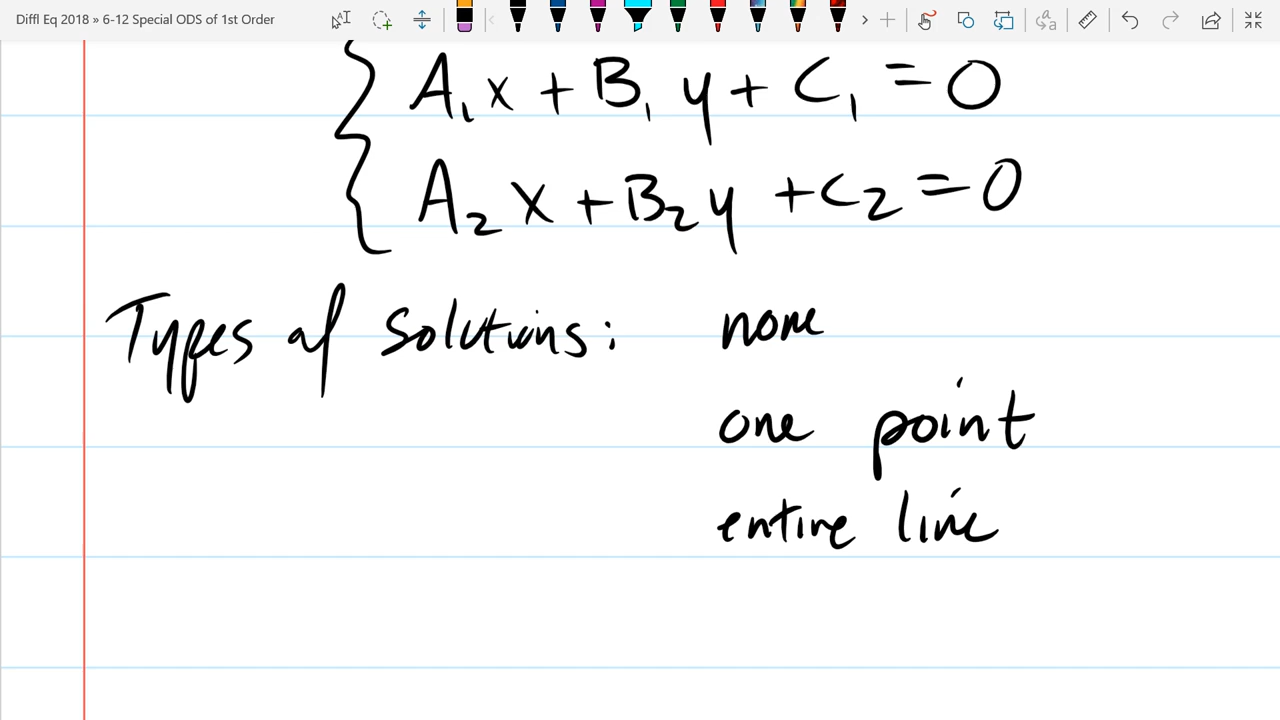 Diffl Eq 2018 » 6-12 Special ODS of 1st Order
A₁x + B₁y + C₁ = 0
A₂x + B₂y + C₂ = 0
Types of solutions: none
one point
entire line